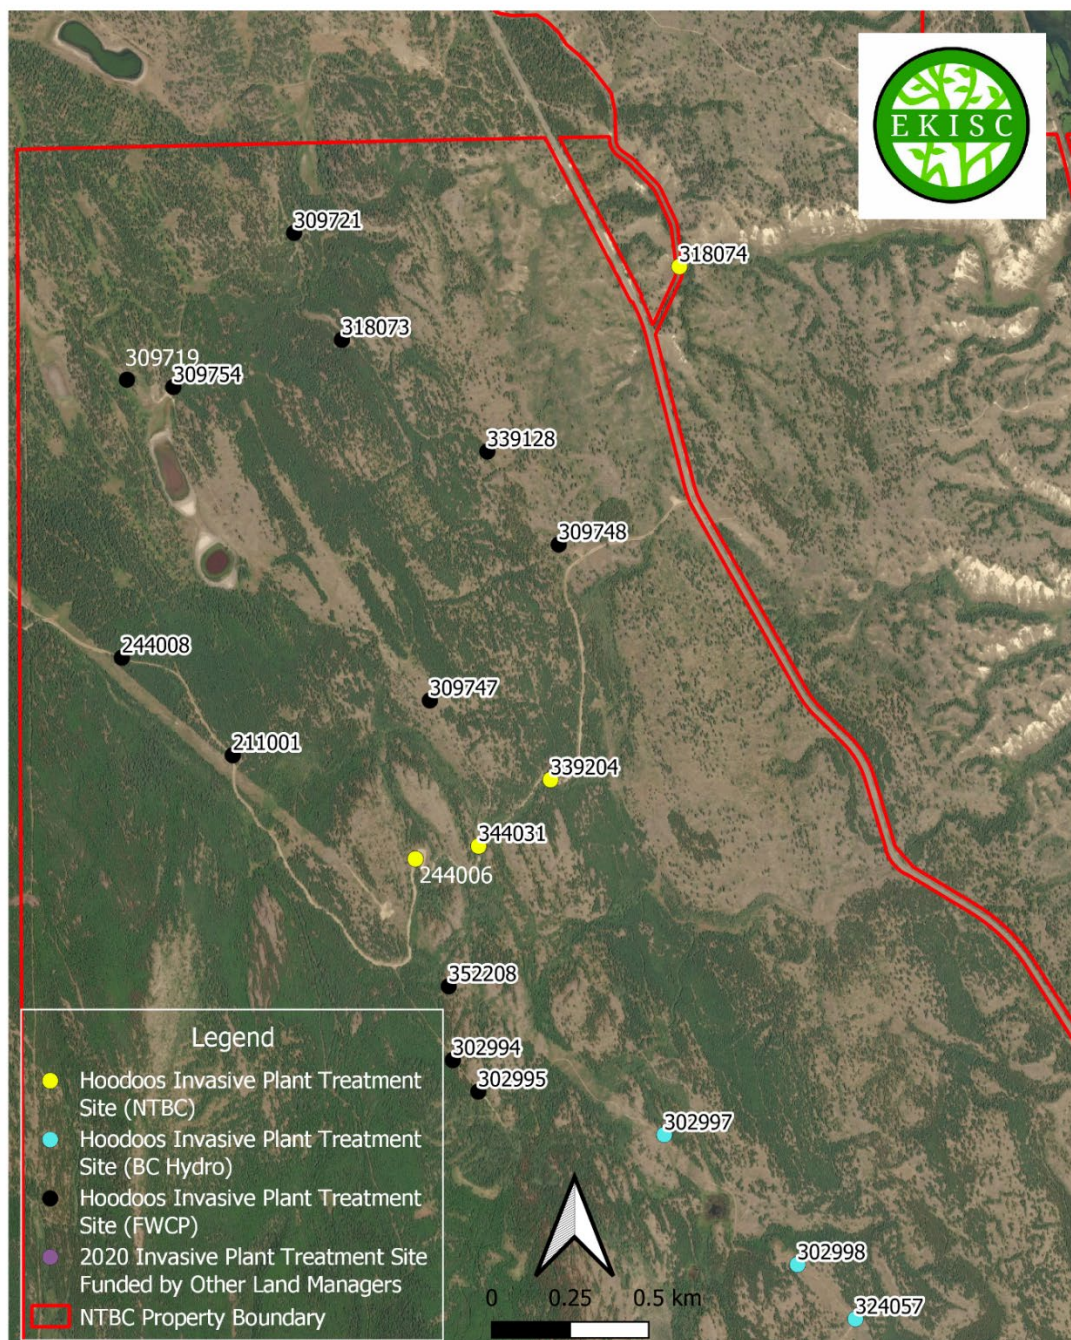 EKISC
309721
318074
318073
309719
309754
339128
309748
244008
309747
211001
339204
344031
244006
352208
302994
302995
302997
302998
324057
Legend
Hoodoos Invasive Plant Treatment
Site (NTBC)
Hoodoos Invasive Plant Treatment
Site (BC Hydro)
Hoodoos Invasive Plant Treatment
Site (FWCP)
2020 Invasive Plant Treatment Site
Funded by Other Land Managers
NTBC Property Boundary
0 0.25 0.5 km